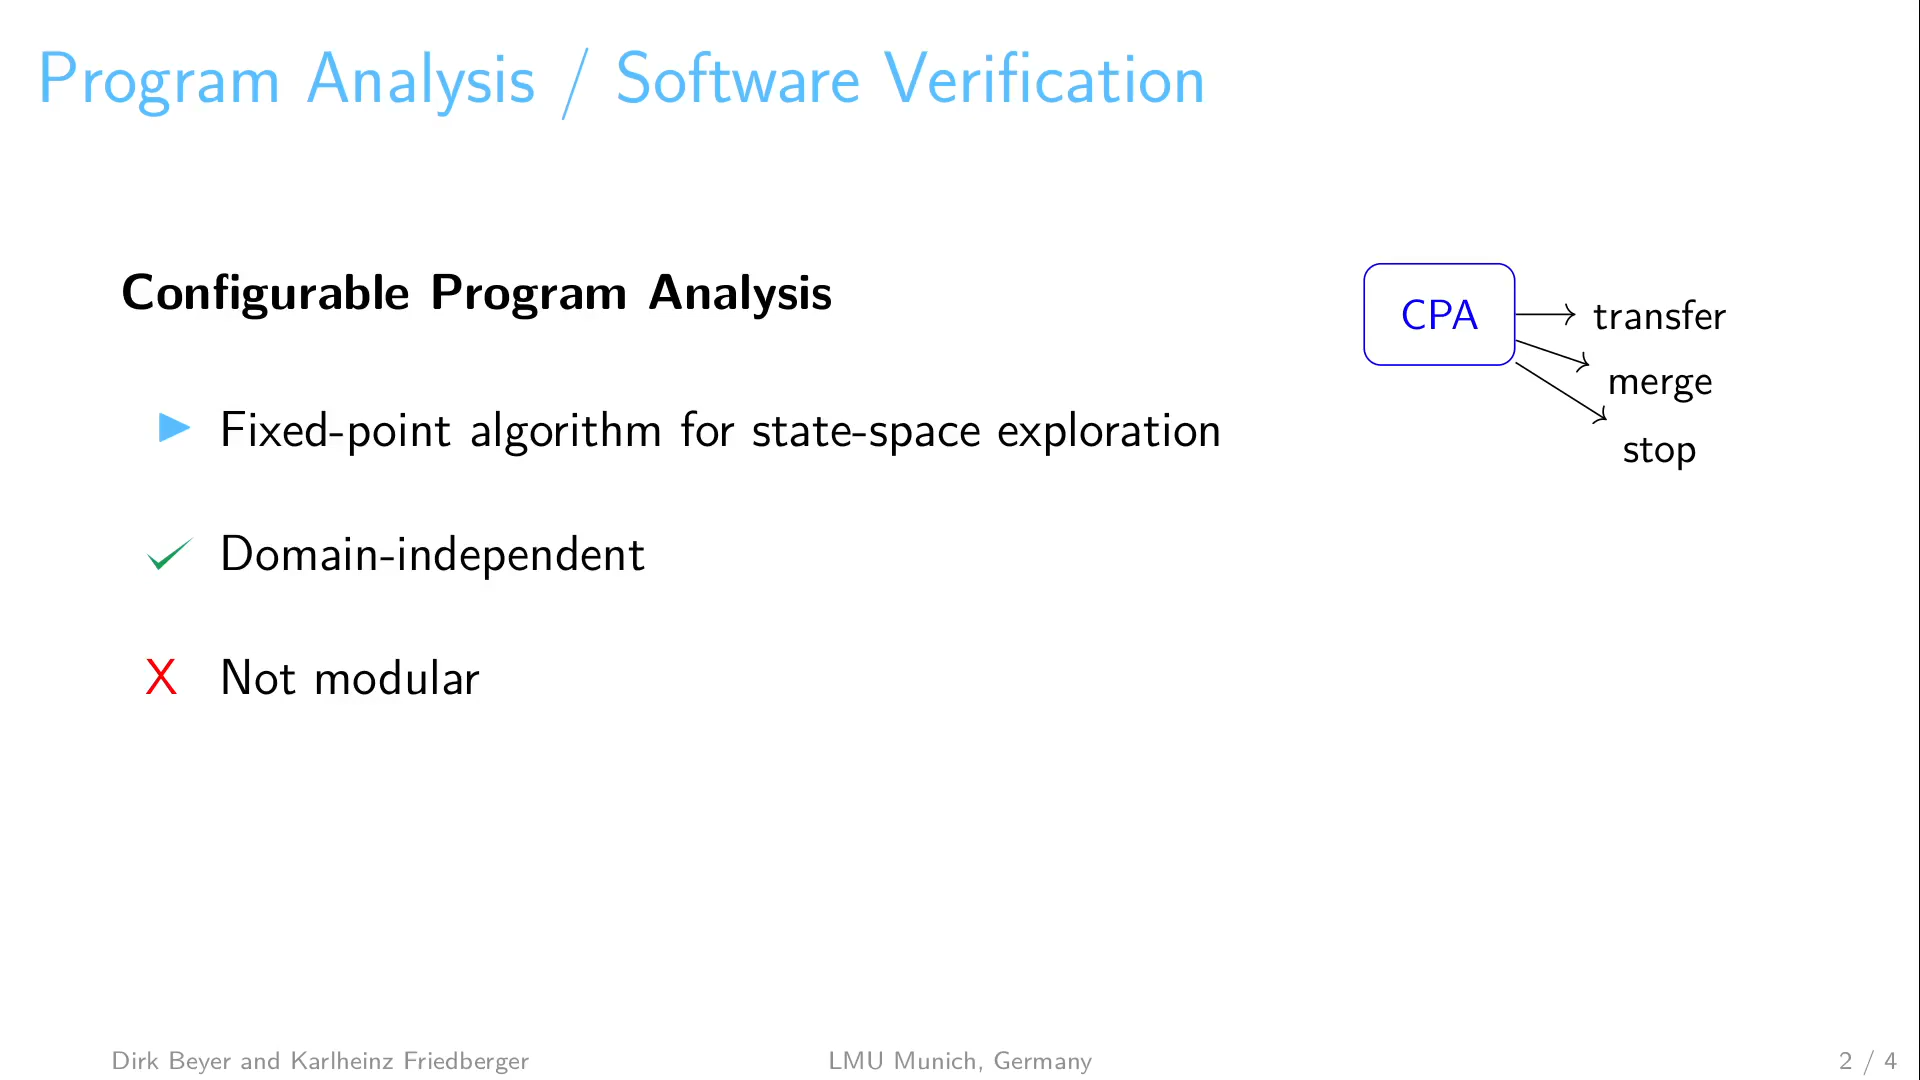 Program Analysis / Software Verification
Configurable Program Analysis
Fixed-point algorithm for state-space exploration
Domain-independent
X Not modular
CPA
transfer
merge
stop
Dirk Beyer and Karlheinz Friedberger
LMU Munich, Germany
2 / 4